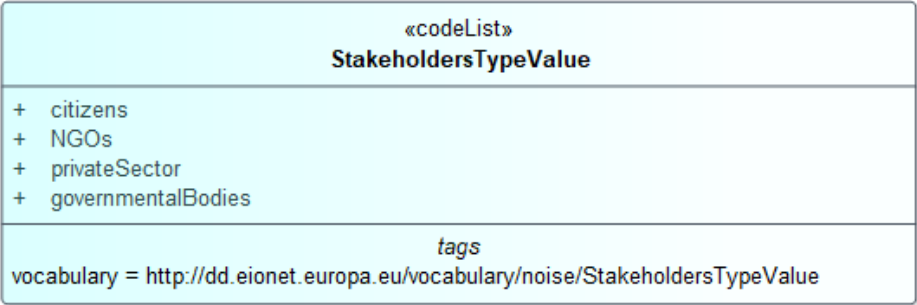 «codeList»
StakeholdersTypeValue
+ citizens
+ NGOs
+ privateSector
+ governmentalBodies
tags
vocabulary = http://dd.eionet.europa.eu/vocabulary/noise/StakeholdersTypeValue